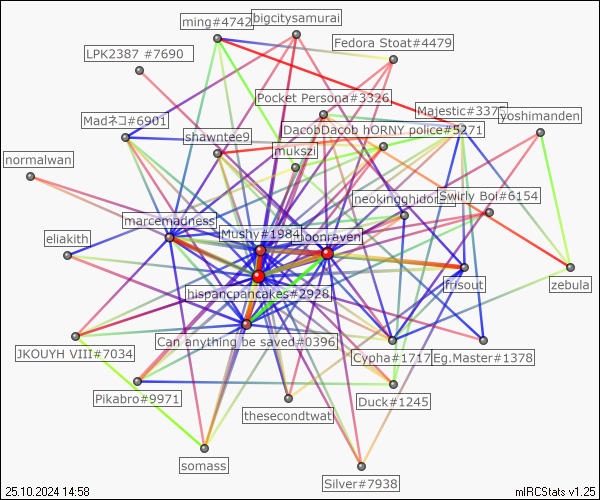 ming#4742
bigcitysamurai
Fedora Stoat#4479
LPK2387 #7690
Pocket Persona#3326
Majestic#3375
yoshimanden
Madネコ#6901
shawntee9
DacobDacob hORNY police#5271
mukszi
normalwan
neokingghidor
Swirly Boi#6154
marcemadness
Mushy#1984
moonraven
eliakith
hispancpancakes#2928
frisout
zebula
Can anything be saved#0396
JKOUYH VIII#7034
Cypha#1717
Eg.Master#1378
Pikabro#9971
Duck#1245
thesecondtwat
somass
Silver#7938
25.10.2024 14:58
mIRCStats v1.25